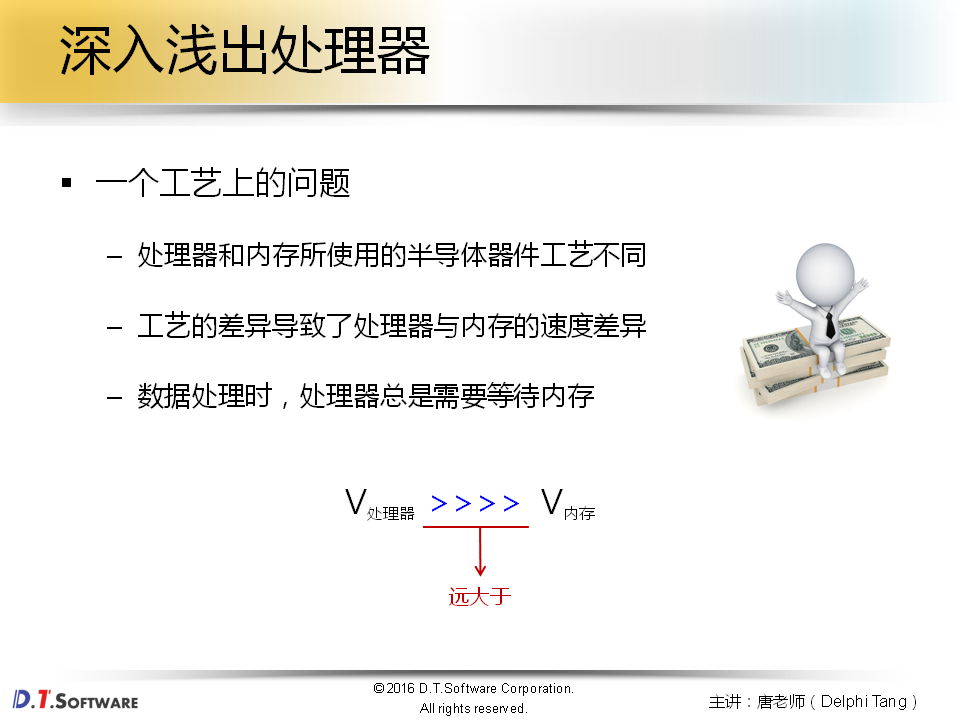 深入浅出处理器
▪ 一个工艺上的问题
– 处理器和内存所使用的半导体器件工艺不同
– 工艺的差异导致了处理器与内存的速度差异
– 数据处理时，处理器总是需要等待内存
V处理器 >>>> V内存
远大于
D.T.SOFTWARE
©2016 D.T.Software Corporation.
All rights reserved.
主讲：唐老师（Delphi Tang）